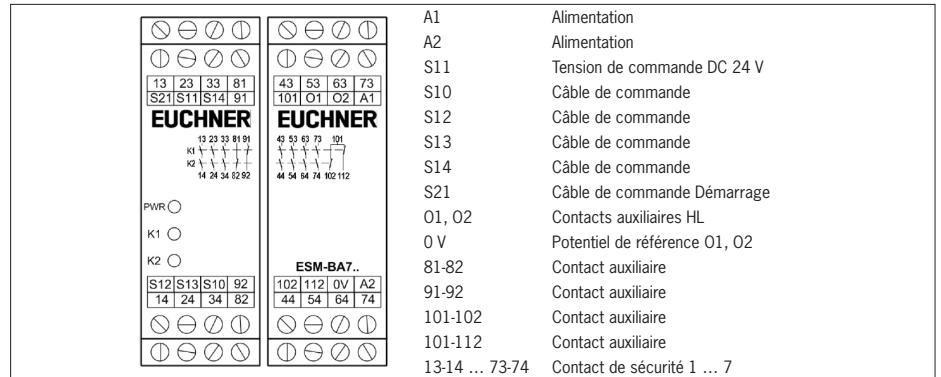 13 23 33 81
S21 S11 S14 91
EUCHNER
13 23 33 81 91
K1
K2
14 24 34 82 92
PWR
K1
K2
S12 S13 S10 92
14 24 34 82
43 53 63 73
101 O1 O2 A1
EUCHNER
43 53 63 73 101
44 54 64 74 102 112
ESM-BA7..
102 112 0V A2
44 54 64 74
A1 Alimentation
A2 Alimentation
S11 Tension de commande DC 24 V
S10 Câble de commande
S12 Câble de commande
S13 Câble de commande
S14 Câble de commande
S21 Câble de commande Démarrage
O1, O2 Contacts auxiliaires HL
0 V Potentiel de référence O1, O2
81-82 Contact auxiliaire
91-92 Contact auxiliaire
101-102 Contact auxiliaire
101-112 Contact auxiliaire
13-14 … 73-74 Contact de sécurité 1 … 7